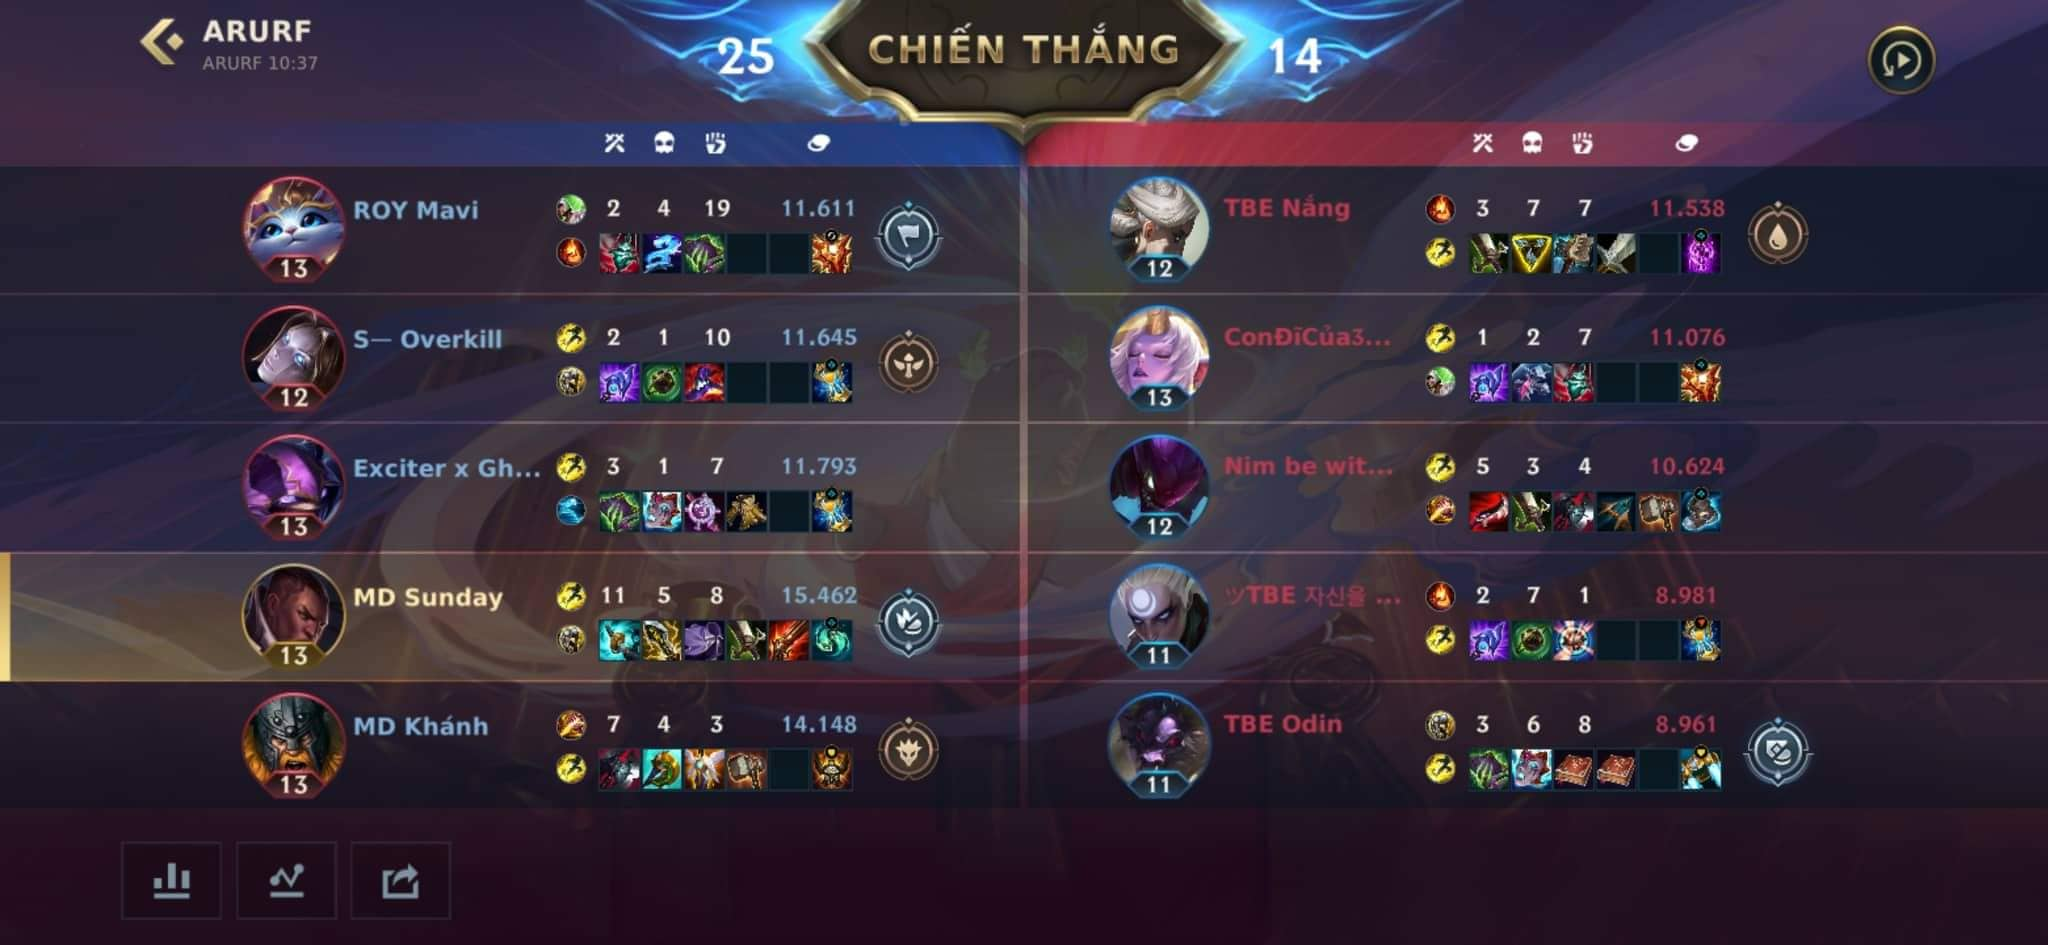 ARURF
ARURF 10:37
25 CHIẾN THẮNG 14
ROY Mavi 2 4 19 11.611
13
S— Overkill 2 1 10 11.645
12
Exciter x Gh... 3 1 7 11.793
13
MD Sunday 11 5 8 15.462
13
MD Khánh 7 4 3 14.148
13
TBE Nắng 3 7 7 11.538
12
ConĐĩCủa3... 1 2 7 11.076
13
Nim be wit... 5 3 4 10.624
12
ツTBE 자신을 ... 2 7 1 8.981
11
TBE Odin 3 6 8 8.961
11